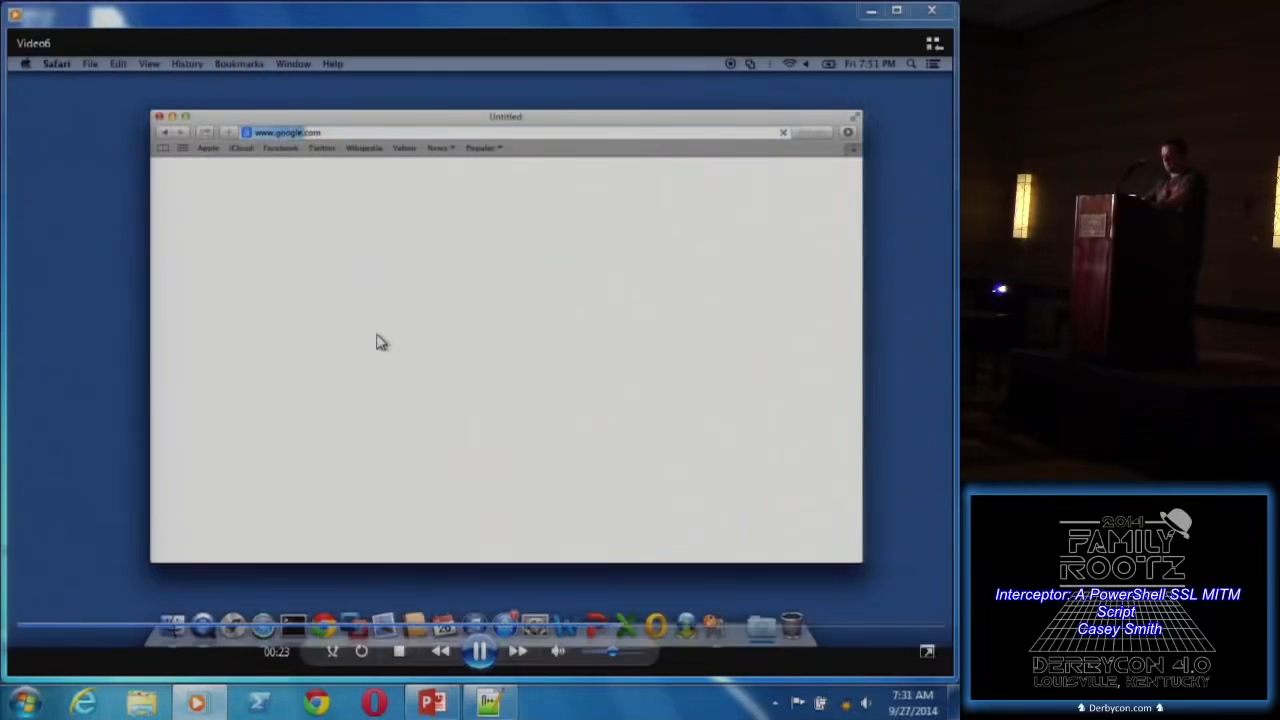 Video6
Safari File Edit View History Bookmarks Window Help
Fri 7:51 PM
Untitled
www.google.com
Apple iCloud Facebook Twitter Wikipedia Yahoo News Popular
00:23
7:31 AM
9/27/2014
2014
FAMILY
ROOTZ
Interceptor: A PowerShell SSL MITM
Script
Casey Smith
DERBYCON 4.0
LOUISVILLE, KENTUCKY
Derbycon.com